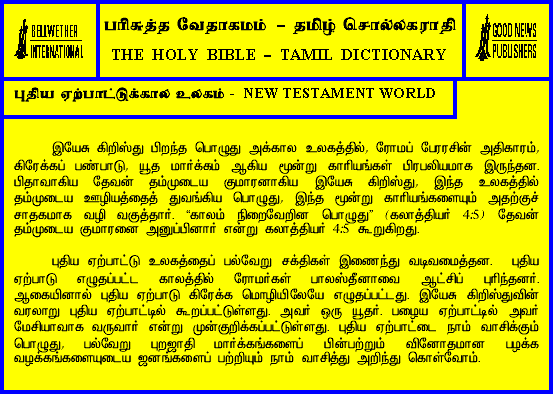 BELLWETHER
INTERNATIONAL
பரிசுத்த வேதாகமம் – தமிழ் சொல்லகராதி
THE HOLY BIBLE – TAMIL DICTIONARY
GOOD NEWS
PUBLISHERS
புதிய ஏற்பாட்டுக்கால உலகம் - NEW TESTAMENT WORLD
இயேசு கிறிஸ்து பிறந்த பொழுது அக்கால உலகத்தில், ரோமப் பேரரசின் அதிகாரம்,
கிரேக்கப் பண்பாடு, யூத மார்க்கம் ஆகிய மூன்று காரியங்கள் பிரபலியமாக இருந்தன.
பிதாவாகிய தேவன் தம்முடைய குமாரனாகிய இயேசு கிறிஸ்து, இந்த உலகத்தில்
தம்முடைய ஊழியத்தைத் துவங்கிய பொழுது, இந்த மூன்று காரியங்களையும் அதற்குச்
சாதகமாக வழி வகுத்தார். “காலம் நிறைவேறின பொழுது” (கலாத்தியர் 4:5) தேவன்
தம்முடைய குமாரனை அனுப்பினார் என்று கலாத்தியர் 4:5 கூறுகிறது.
புதிய ஏற்பாட்டு உலகத்தைப் பல்வேறு சக்திகள் இணைந்து வடிவமைத்தன. புதிய
ஏற்பாடு எழுதப்பட்ட காலத்தில் ரோமர்கள் பாலஸ்தீனாவை ஆட்சிப் புரிந்தனர்.
ஆகையினால் புதிய ஏற்பாடு கிரேக்க மொழியிலேயே எழுதப்பட்டது. இயேசு கிறிஸ்துவின்
வரலாறு புதிய ஏற்பாட்டில் கூறப்பட்டுள்ளது. அவர் ஒரு யூதர். பழைய ஏற்பாட்டில் அவர்
மேசியாவாக வருவார் என்று முன்குறிக்கப்பட்டுள்ளது. புதிய ஏற்பாட்டை நாம் வாசிக்கும்
பொழுது, பல்வேறு புறஜாதி மார்க்கங்களைப் பின்பற்றும் வினோதமான பழக்க
வழக்கங்களையுடைய ஜனங்களைப் பற்றியும் நாம் வாசித்து அறிந்து கொள்வோம்.